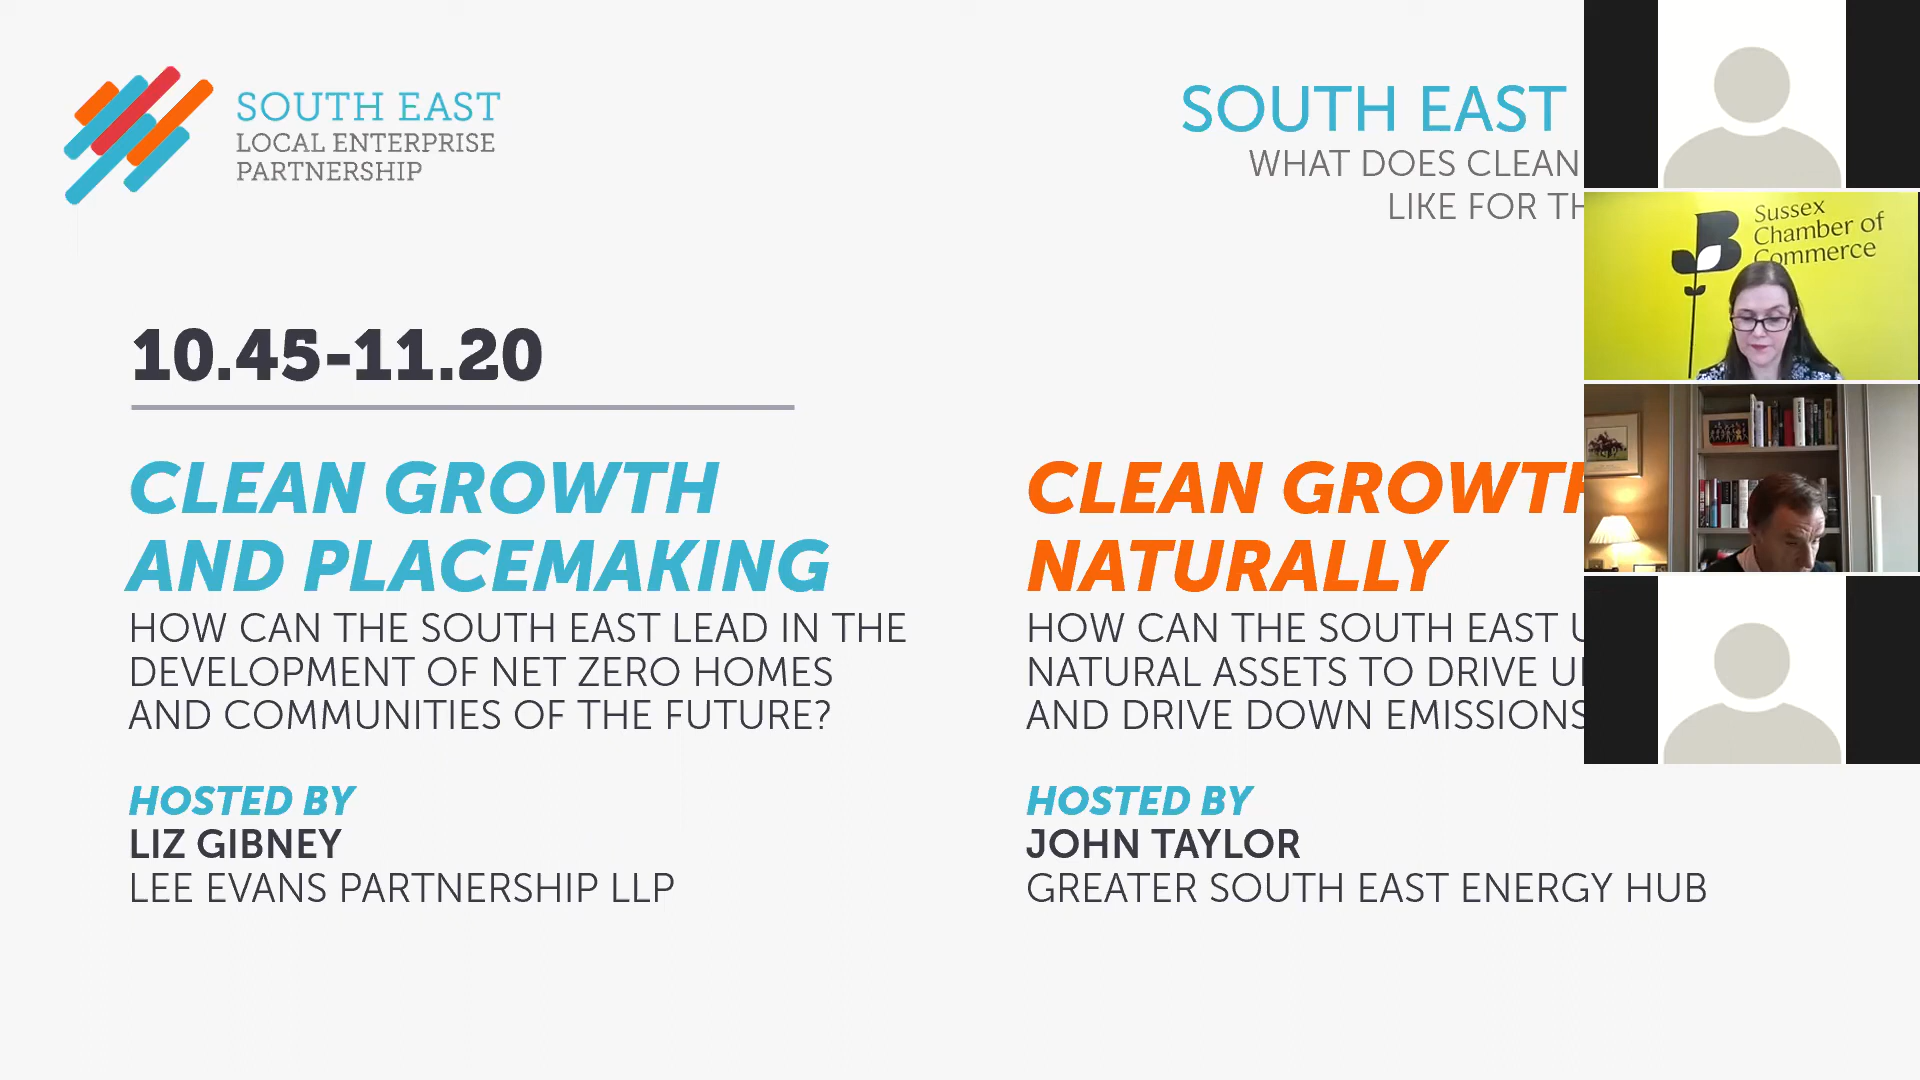 SOUTH EAST
LOCAL ENTERPRISE
PARTNERSHIP
SOUTH EAST
WHAT DOES CLEAN
LIKE FOR
10.45-11.20
CLEAN GROWTH
AND PLACEMAKING
HOW CAN THE SOUTH EAST LEAD IN THE
DEVELOPMENT OF NET ZERO HOMES
AND COMMUNITIES OF THE FUTURE?
HOSTED BY
LIZ GIBNEY
LEE EVANS PARTNERSHIP LLP
CLEAN GROWTH
NATURALLY
HOW CAN THE SOUTH EAST
NATURAL ASSETS TO DRIVE
AND DRIVE DOWN EMISSIONS
HOSTED BY
JOHN TAYLOR
GREATER SOUTH EAST ENERGY HUB
Sussex
Chamber of
Commerce